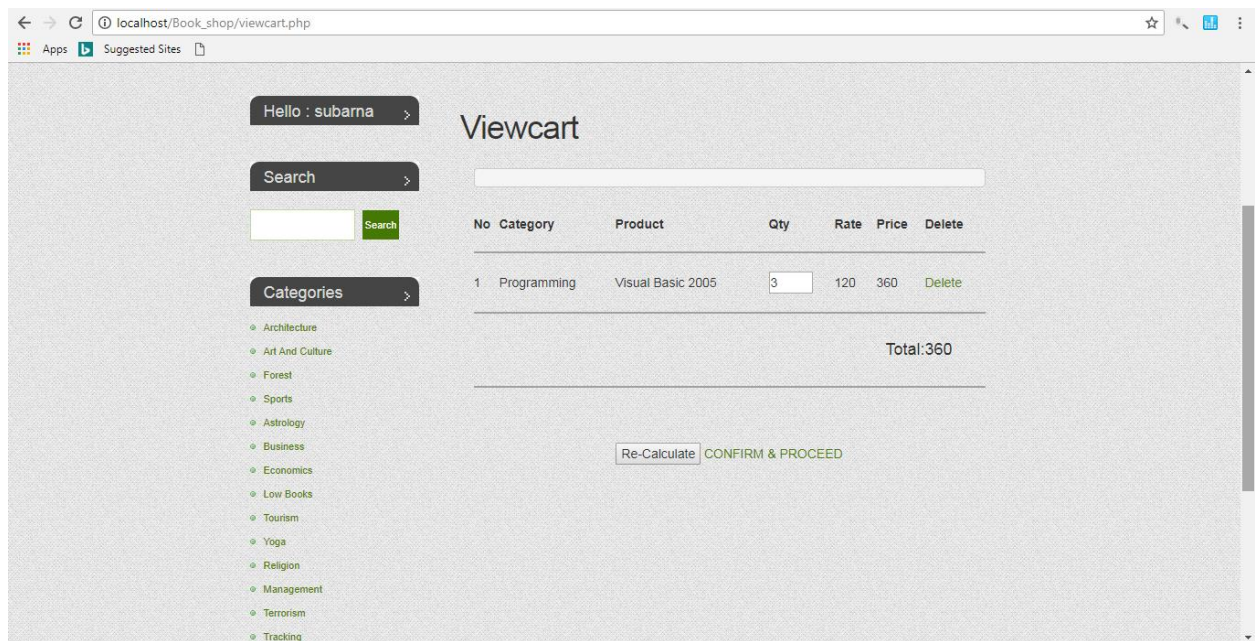 localhost/Book_shop/viewcart.php
Apps
Suggested Sites
Hello : subarna
Search
Search
Categories
Architecture
Art And Culture
Forest
Sports
Astrology
Business
Economics
Low Books
Tourism
Yoga
Religion
Management
Terrorism
Tracking
Viewcart
No Category Product Qty Rate Price Delete
1 Programming Visual Basic 2005 3 120 360 Delete
Total:360
Re-Calculate CONFIRM & PROCEED